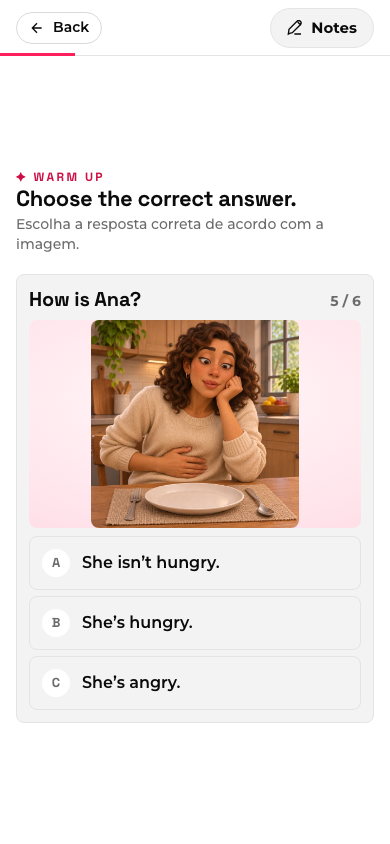 Back
Notes
WARM UP
Choose the correct answer.
Escolha a resposta correta de acordo com a
imagem.
How is Ana?
5 / 6
A
She isn’t hungry.
B
She’s hungry.
C
She’s angry.